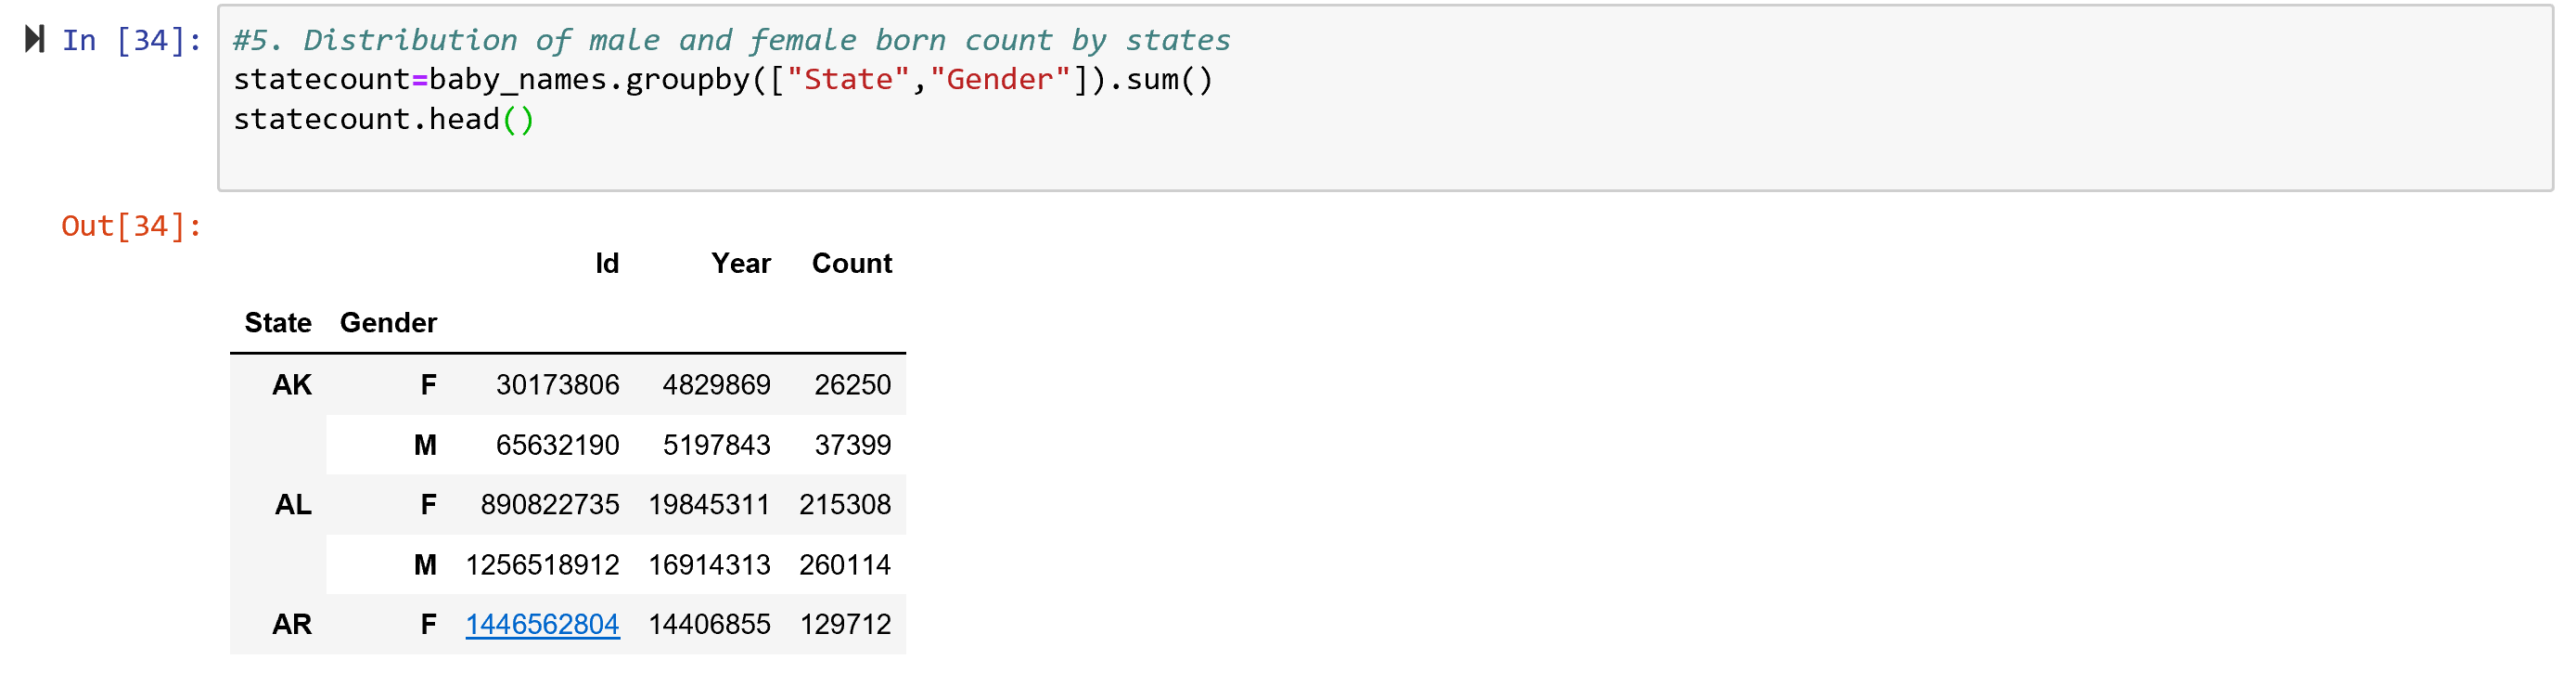 In [34]: #5. Distribution of male and female born count by states
statecount=baby_names.groupby(["State","Gender"]).sum()
statecount.head()
Out[34]:
Id Year Count
State Gender
AK F 30173806 4829869 26250
M 65632190 5197843 37399
AL F 890822735 19845311 215308
M 1256518912 16914313 260114
AR F 1446562804 14406855 129712